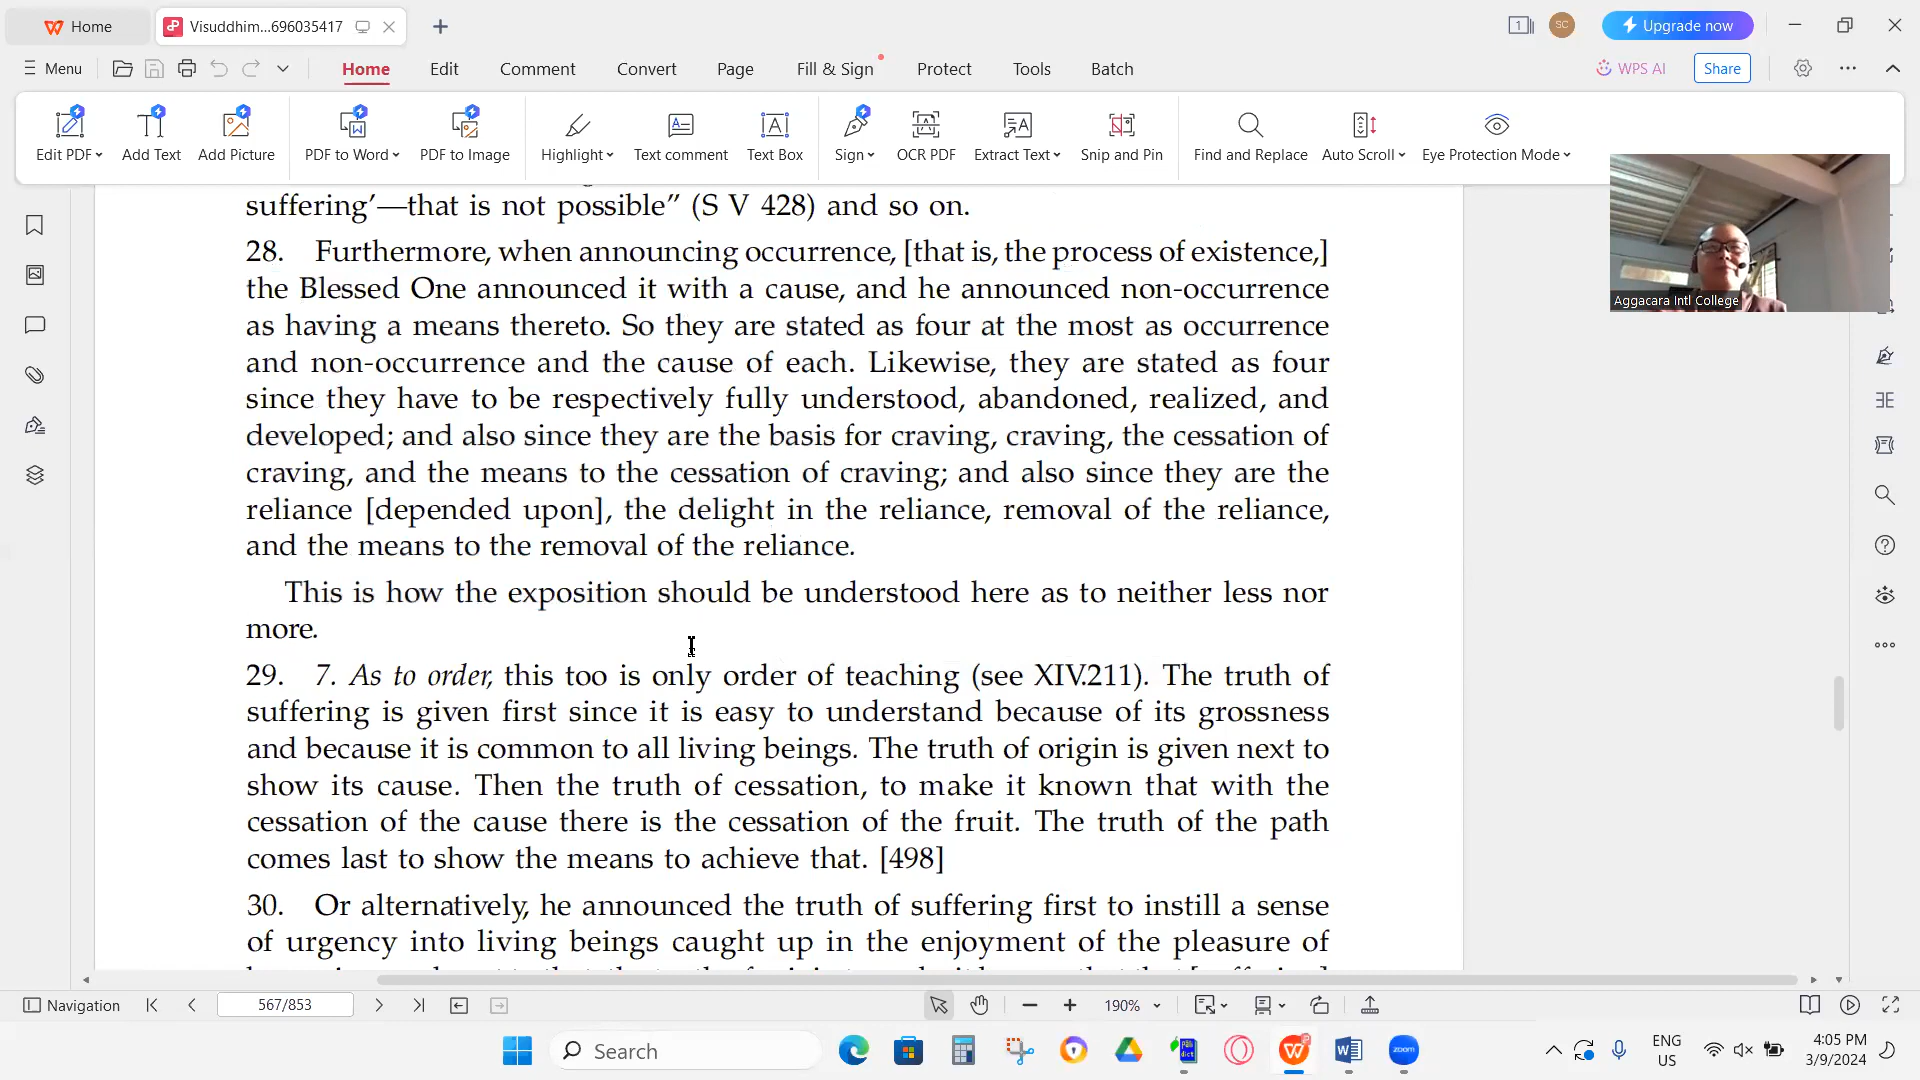 Home
Visuddhim...696035417
1
SC
Upgrade now
Menu
Home
Edit
Comment
Convert
Page
Fill & Sign
Protect
Tools
Batch
WPS AI
Share
Edit PDF
Add Text
Add Picture
PDF to Word
PDF to Image
Highlight
Text comment
Text Box
Sign
OCR PDF
Extract Text
Snip and Pin
Find and Replace
Auto Scroll
Eye Protection Mode
Aggacara Intl College
suffering’—that is not possible” (S V 428) and so on.
28. Furthermore, when announcing occurrence, [that is, the process of existence,]
the Blessed One announced it with a cause, and he announced non-occurrence
as having a means thereto. So they are stated as four at the most as occurrence
and non-occurrence and the cause of each. Likewise, they are stated as four
since they have to be respectively fully understood, abandoned, realized, and
developed; and also since they are the basis for craving, craving, the cessation of
craving, and the means to the cessation of craving; and also since they are the
reliance [depended upon], the delight in the reliance, removal of the reliance,
and the means to the removal of the reliance.
This is how the exposition should be understood here as to neither less nor
more.
29. 7. As to order, this too is only order of teaching (see XIV.211). The truth of
suffering is given first since it is easy to understand because of its grossness
and because it is common to all living beings. The truth of origin is given next to
show its cause. Then the truth of cessation, to make it known that with the
cessation of the cause there is the cessation of the fruit. The truth of the path
comes last to show the means to achieve that. [498]
30. Or alternatively, he announced the truth of suffering first to instill a sense
of urgency into living beings caught up in the enjoyment of the pleasure of
Navigation
567/853
190%
Search
zoom
ENG
US
4:05 PM
3/9/2024